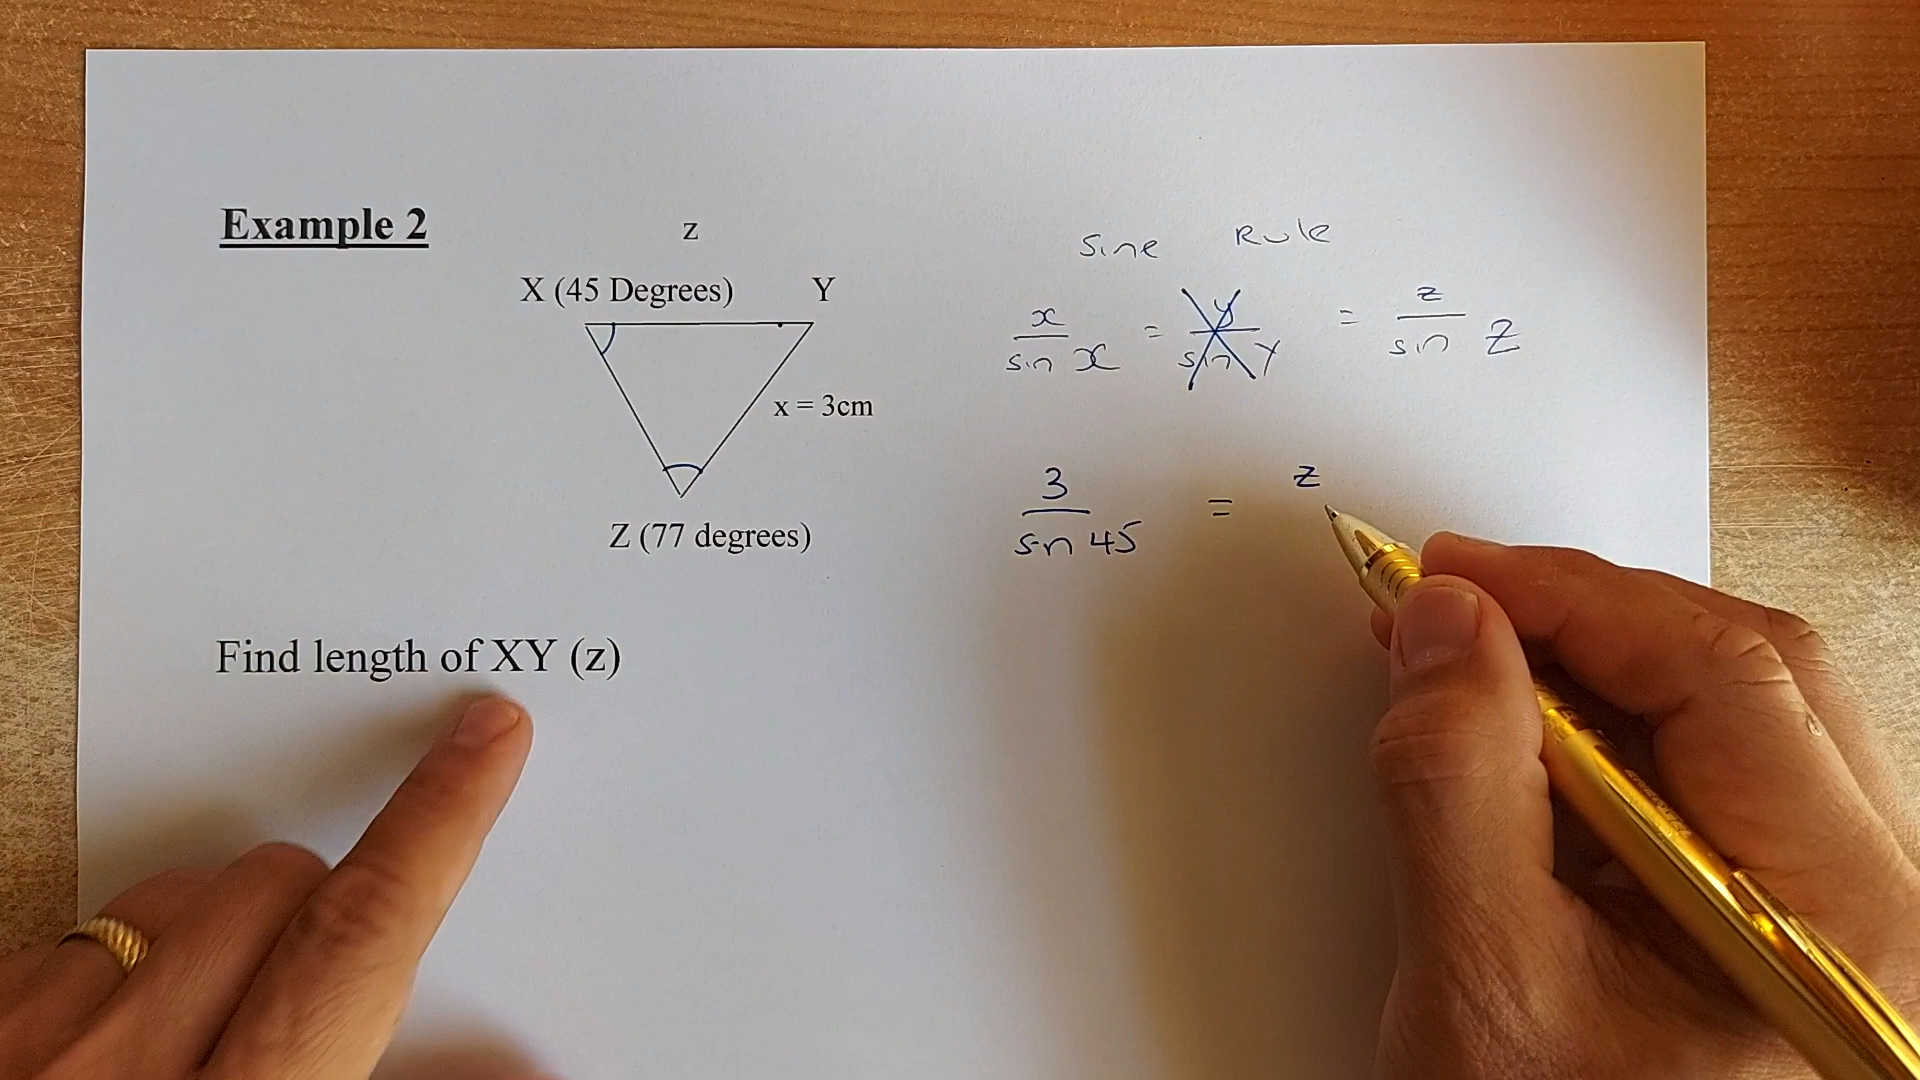 Example 2
z
X (45 Degrees) Y
x = 3cm
Z (77 degrees)
Find length of XY (z)
Sine Rule
x / sin x = y / sin Y = z / sin Z
3 / sin 45 = z